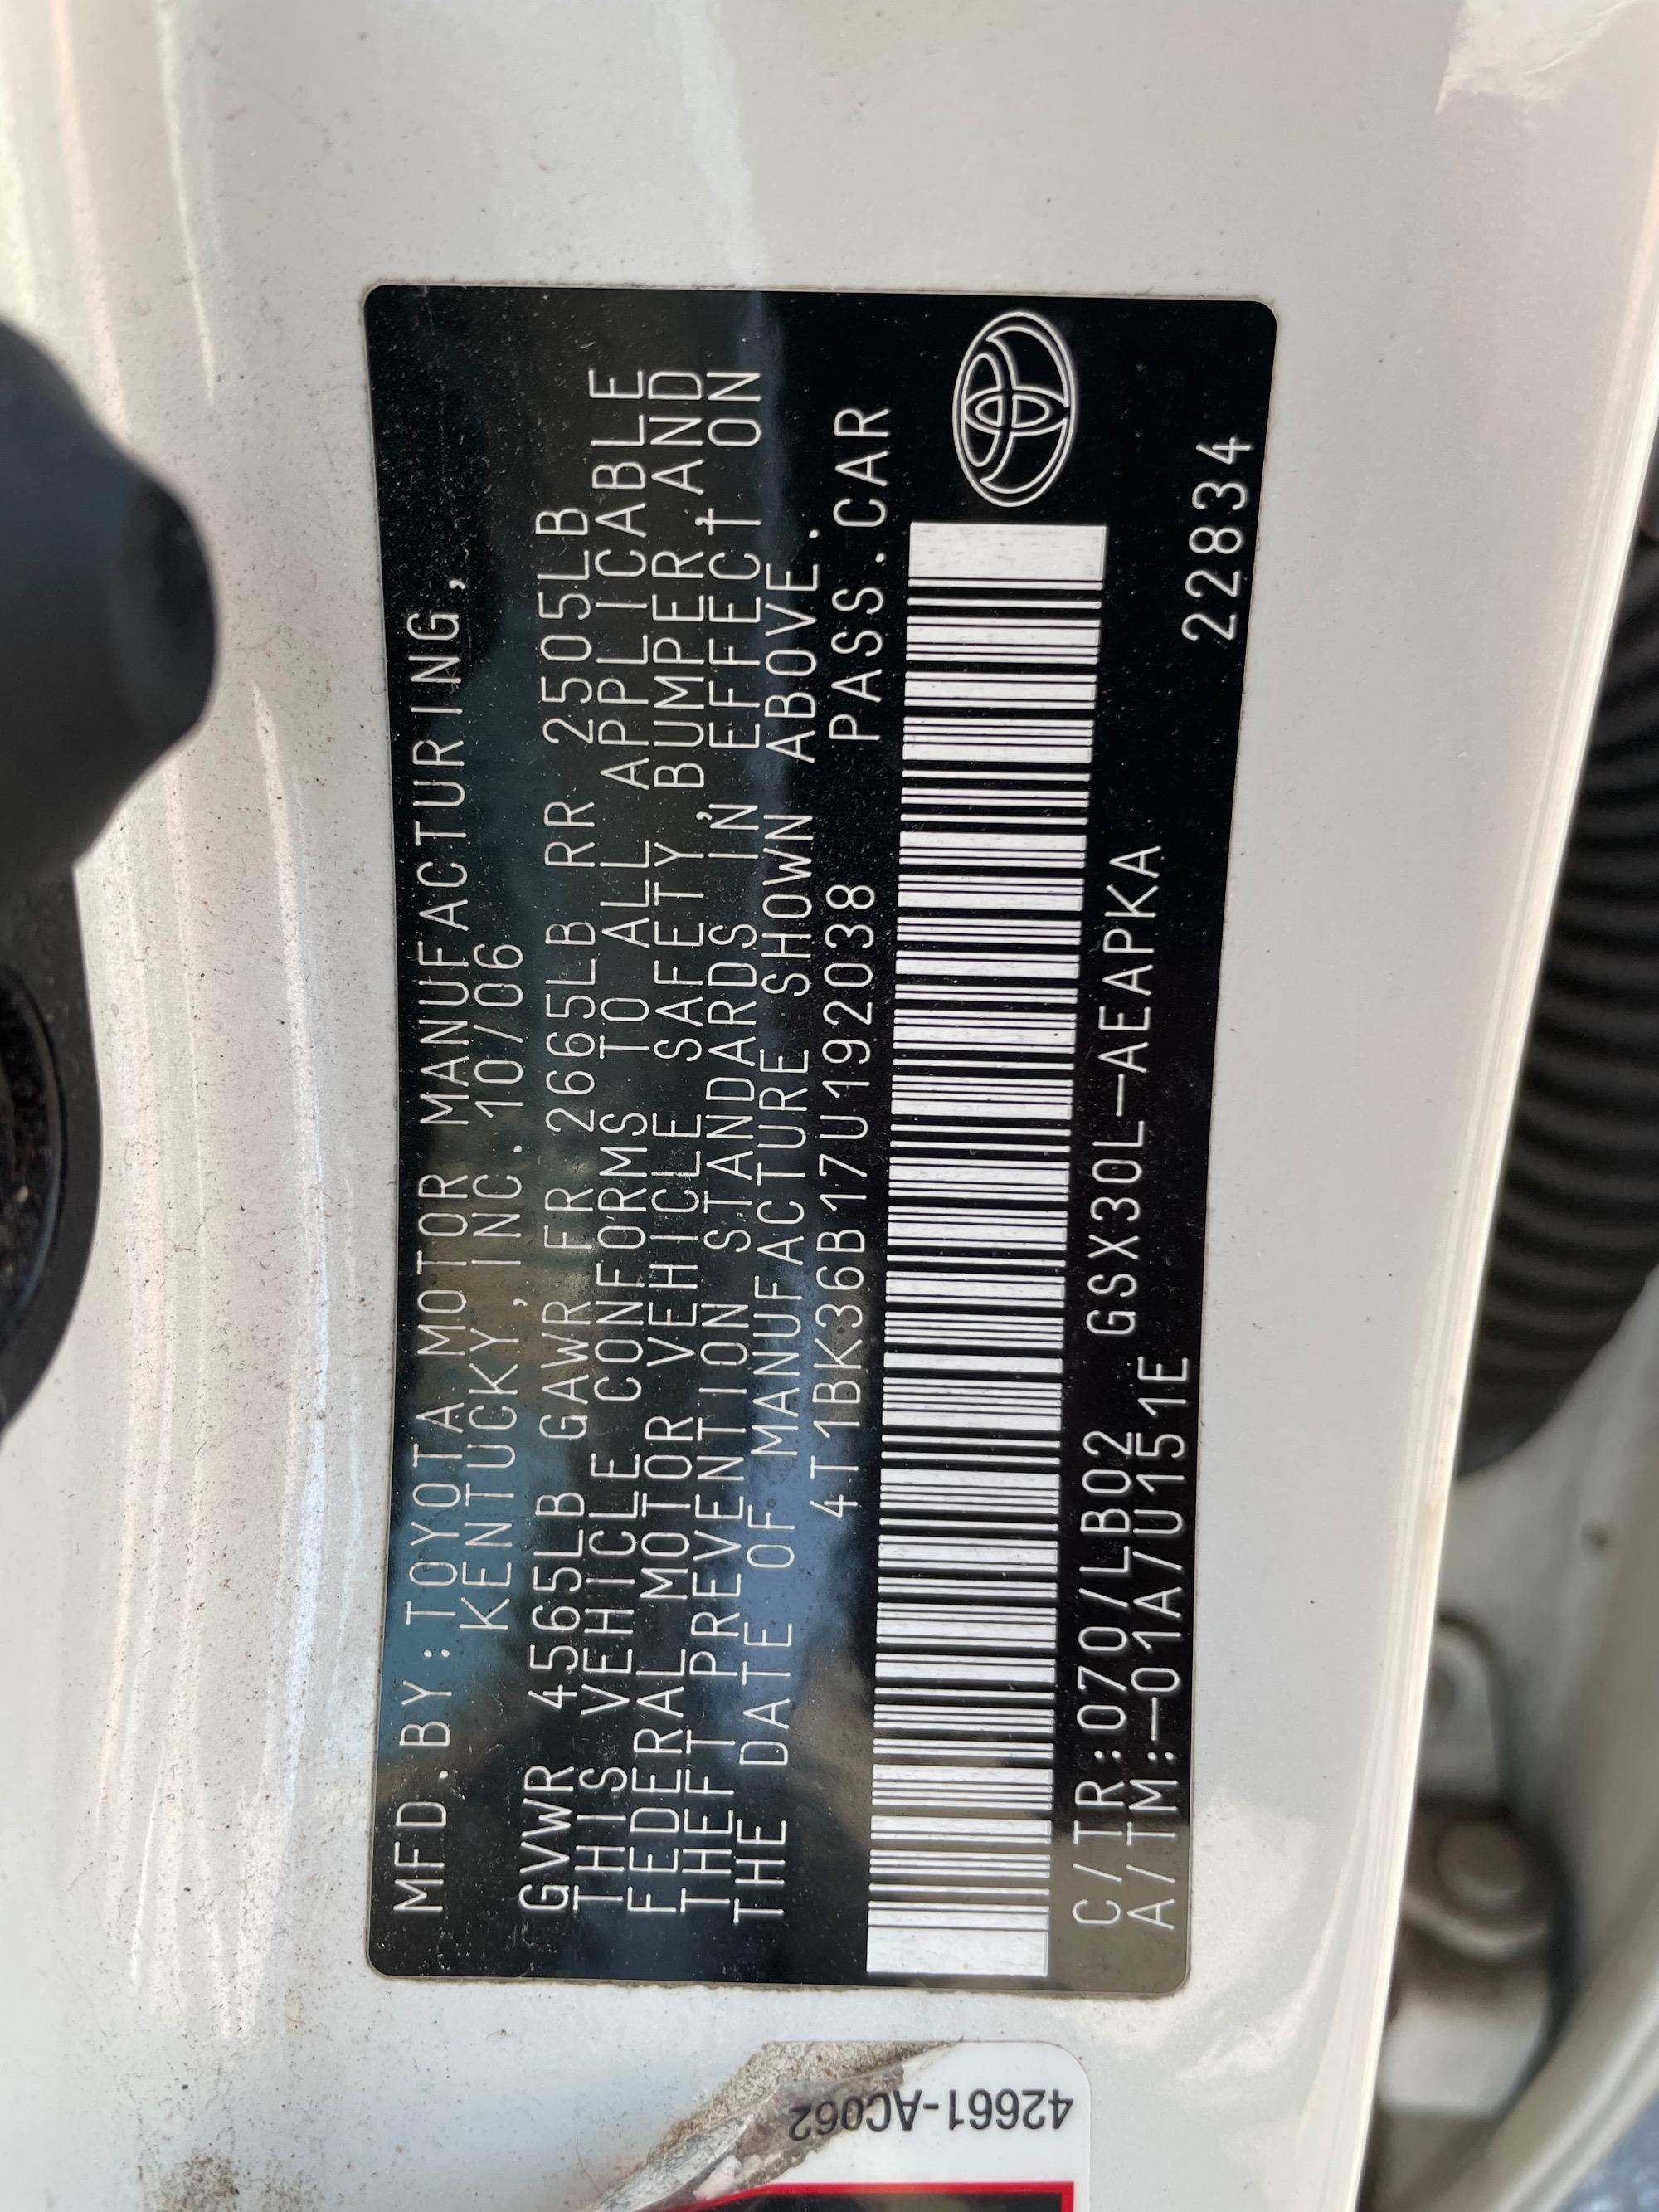 MFD.BY:TOYOTA MOTOR MANUFACTURING,
KENTUCKY, INC. 10/06
GVWR 4565LB GAWR FR 2665LB RR 2505LB
THIS VEHICLE CONFORMS TO ALL APPLICABLE
FEDERAL MOTOR VEHICLE SAFETY, BUMPER, AND
THEFT PREVENTION STANDARDS IN EFFECT ON
THE DATE OF MANUFACTURE SHOWN ABOVE.
4T1BK36B17U192038 PASS.CAR
C/TR:070/LB02 GSX30L-AEAPKA
A/TM:-01A/U151E 22834
42661-AC062